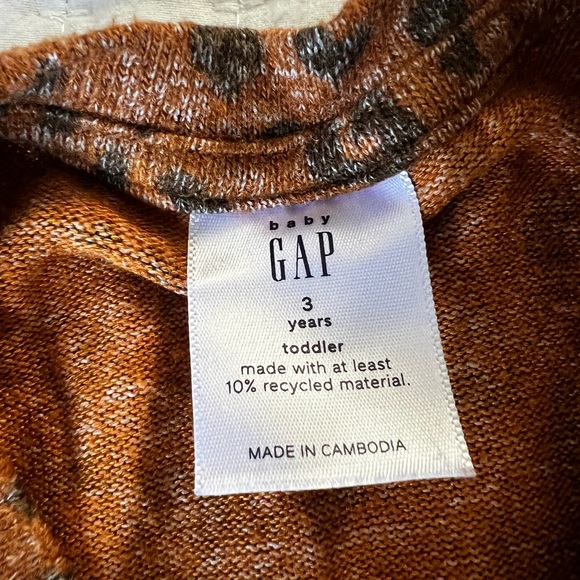 baby
GAP
3
years
toddler
made with at least
10% recycled material.
MADE IN CAMBODIA